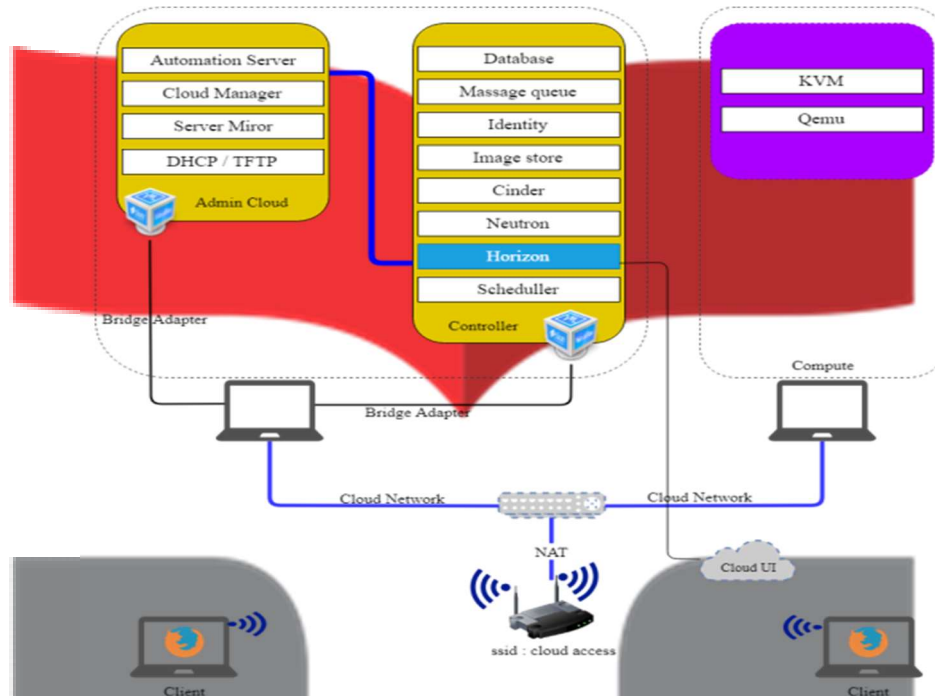 Automation Server
Cloud Manager
Server Miror
DHCP / TFTP
Admin Cloud
Database
Massage queue
Identity
Image store
Cinder
Neutron
Horizon
Scheduller
Controller
KVM
Qemu
Bridge Adapter
Bridge Adapter
Compute
Cloud Network
Cloud Network
NAT
Cloud UI
ssid : cloud access
Client
Client